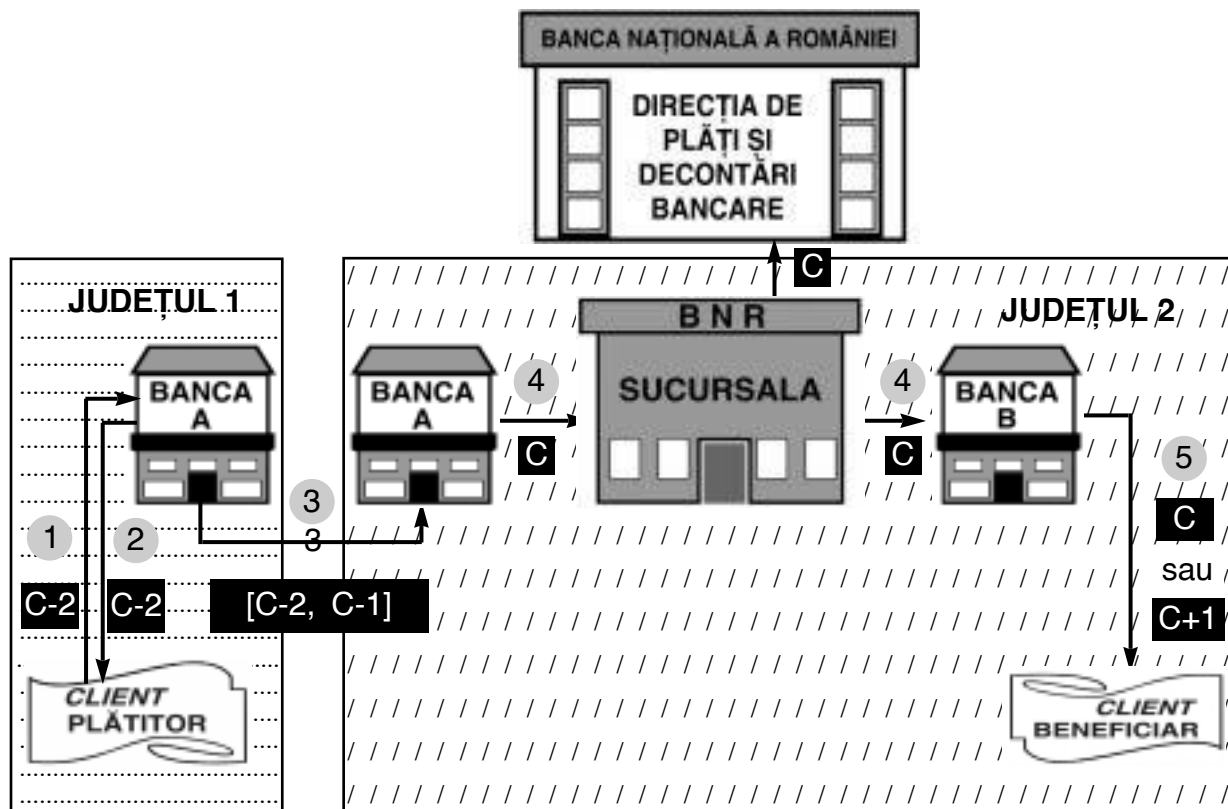 BANCA NAȚIONALĂ A ROMÂNIEI
DIRECȚIA DE
PLĂȚI ȘI
DECONTĂRI
BANCARE
C
JUDEȚUL 1
JUDEȚUL 2
BANCA
A
BANCA
A
4
C
B N R
SUCURSALA
4
C
BANCA
B
1
C-2
2
C-2
3
3
[C-2, C-1]
5
C
sau
C+1
CLIENT
PLĂTITOR
CLIENT
BENEFICIAR